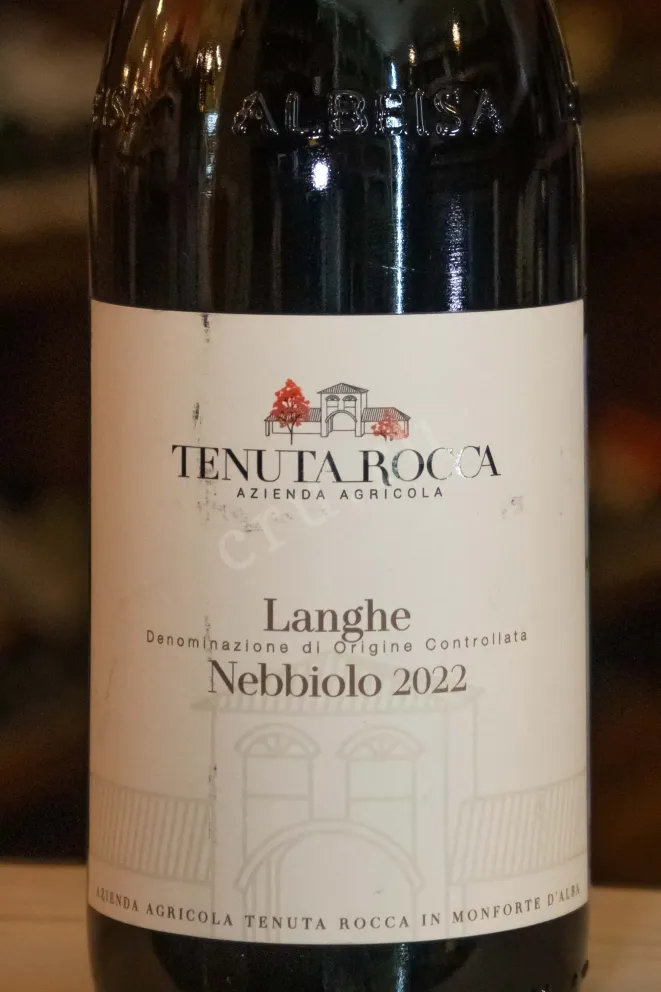 ALBEISA
TENUTA ROCCA
AZIENDA AGRICOLA
Langhe
Denominazione di Origine Controllata
Nebbiolo 2022
AZIENDA AGRICOLA TENUTA ROCCA IN MONFORTE D'ALBA